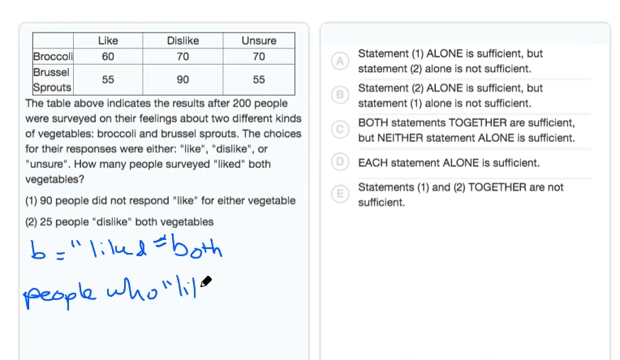 Like Dislike Unsure
Broccoli 60 70 70
Brussel Sprouts 55 90 55
The table above indicates the results after 200 people
were surveyed on their feelings about two different kinds
of vegetables: broccoli and brussel sprouts. The choices
for their responses were either: "like", "dislike", or
"unsure". How many people surveyed "liked" both
vegetables?
(1) 90 people did not respond "like" for either vegetable
(2) 25 people "dislike" both vegetables
b = "liked" both
people who "lil
A Statement (1) ALONE is sufficient, but
statement (2) alone is not sufficient.
B Statement (2) ALONE is sufficient, but
statement (1) alone is not sufficient.
C BOTH statements TOGETHER are sufficient,
but NEITHER statement ALONE is sufficient.
D EACH statement ALONE is sufficient.
E Statements (1) and (2) TOGETHER are not
sufficient.